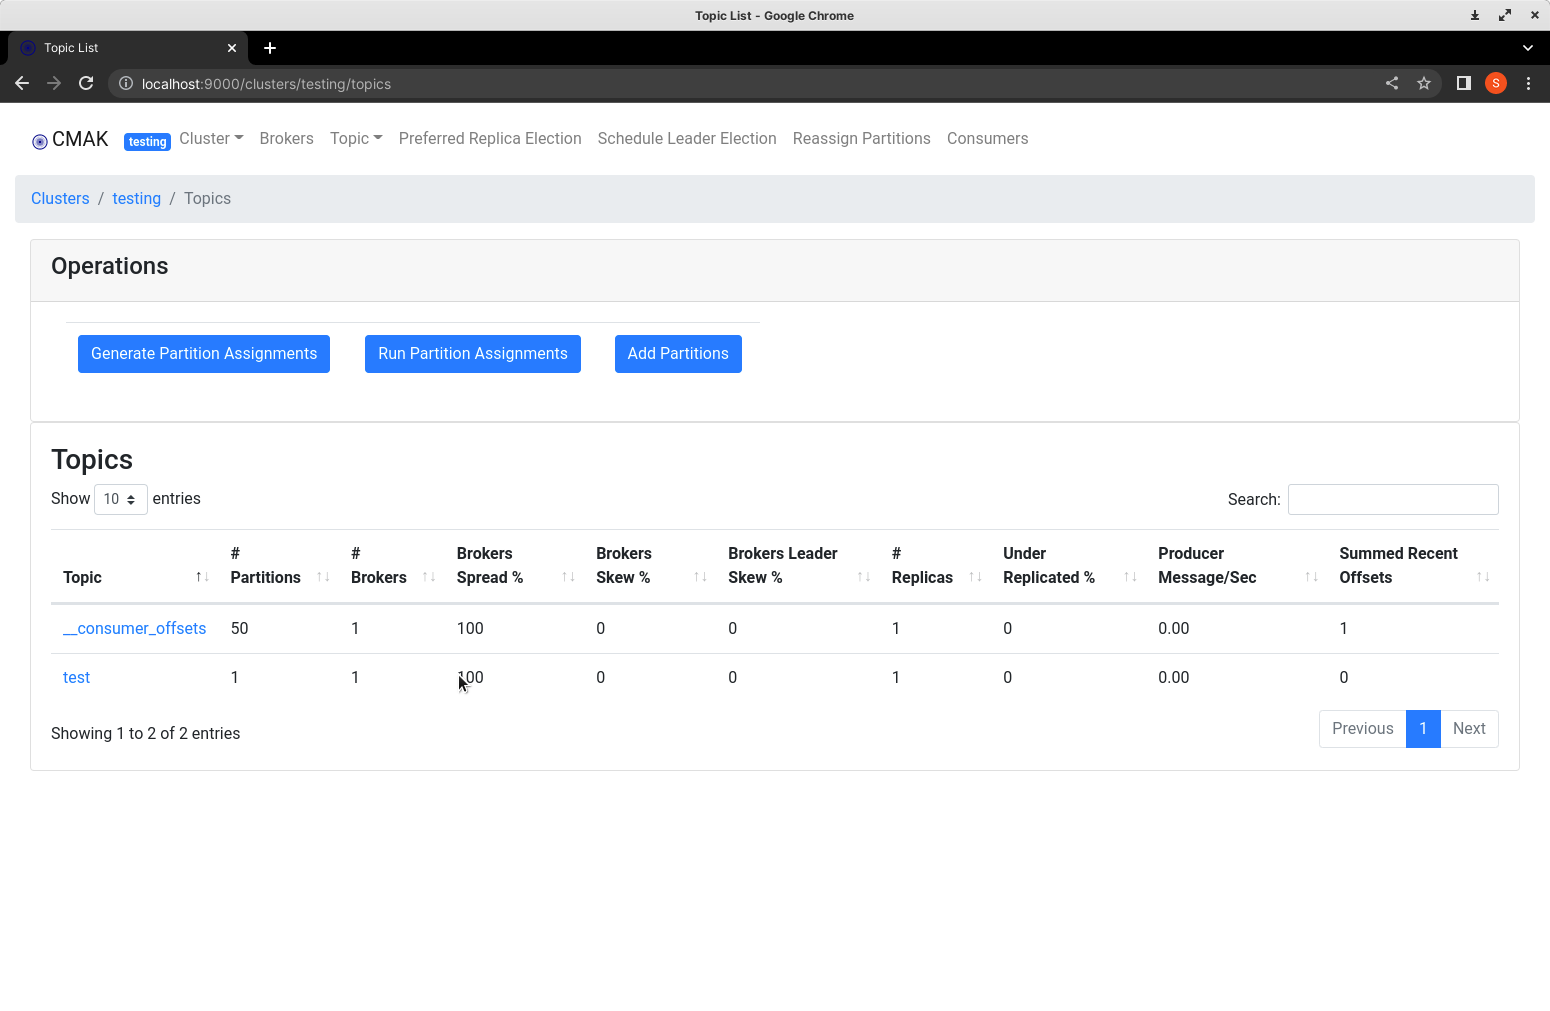 Topic List - Google Chrome
Topic List
localhost:9000/clusters/testing/topics
S
CMAK testing Cluster Brokers Topic Preferred Replica Election Schedule Leader Election Reassign Partitions Consumers
Clusters / testing / Topics
Operations
Generate Partition Assignments Run Partition Assignments Add Partitions
Topics
Show 10 entries Search:
Topic # Partitions # Brokers Brokers Spread % Brokers Skew % Brokers Leader Skew % # Replicas Under Replicated % Producer Message/Sec Summed Recent Offsets
__consumer_offsets 50 1 100 0 0 1 0 0.00 1
test 1 1 100 0 0 1 0 0.00 0
Showing 1 to 2 of 2 entries Previous 1 Next